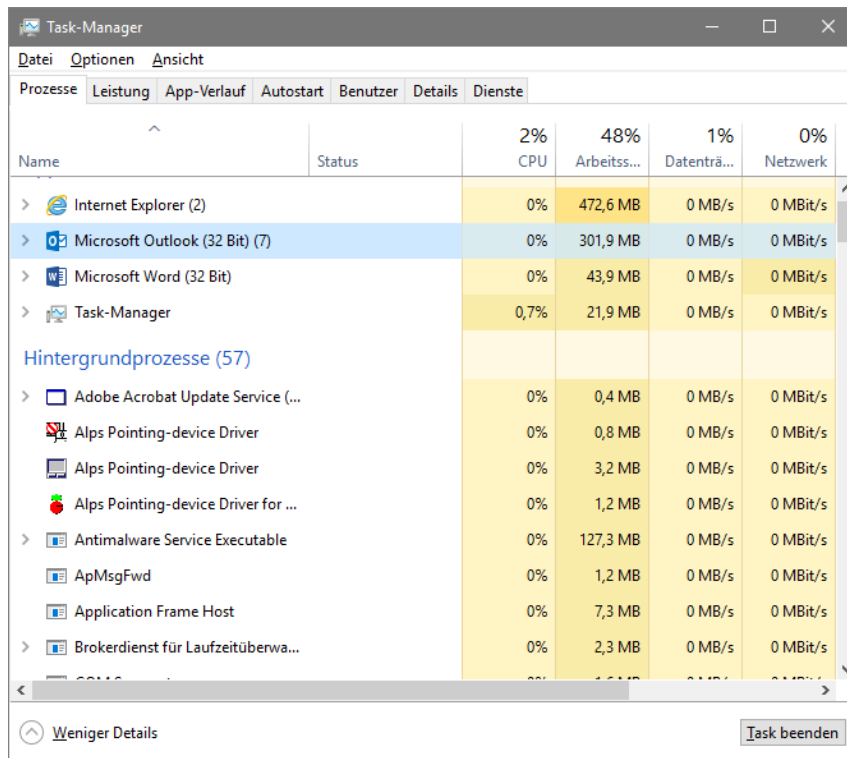 Task-Manager
Datei Optionen Ansicht
Prozesse Leistung App-Verlauf Autostart Benutzer Details Dienste
2% 48% 1% 0%
Name Status CPU Arbeitss... Datenträ... Netzwerk
Internet Explorer (2) 0% 472,6 MB 0 MB/s 0 MBit/s
Microsoft Outlook (32 Bit) (7) 0% 301,9 MB 0 MB/s 0 MBit/s
Microsoft Word (32 Bit) 0% 43,9 MB 0 MB/s 0 MBit/s
Task-Manager 0,7% 21,9 MB 0 MB/s 0 MBit/s
Hintergrundprozesse (57)
Adobe Acrobat Update Service (... 0% 0,4 MB 0 MB/s 0 MBit/s
Alps Pointing-device Driver 0% 0,8 MB 0 MB/s 0 MBit/s
Alps Pointing-device Driver 0% 3,2 MB 0 MB/s 0 MBit/s
Alps Pointing-device Driver for ... 0% 1,2 MB 0 MB/s 0 MBit/s
Antimalware Service Executable 0% 127,3 MB 0 MB/s 0 MBit/s
ApMsgFwd 0% 1,2 MB 0 MB/s 0 MBit/s
Application Frame Host 0% 7,3 MB 0 MB/s 0 MBit/s
Brokerdienst für Laufzeitüberwa... 0% 2,3 MB 0 MB/s 0 MBit/s
Weniger Details Task beenden